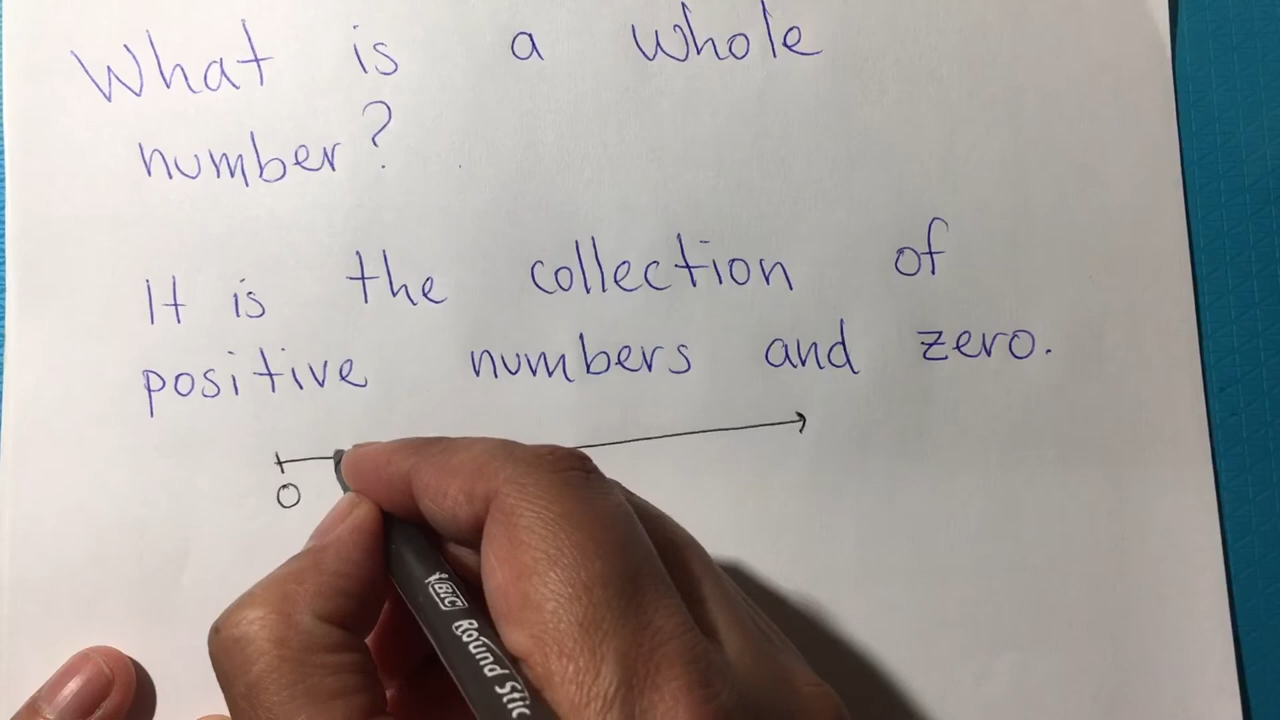 What is a whole
number?
It is the collection of
positive numbers and zero.
0
BIC Round Stic